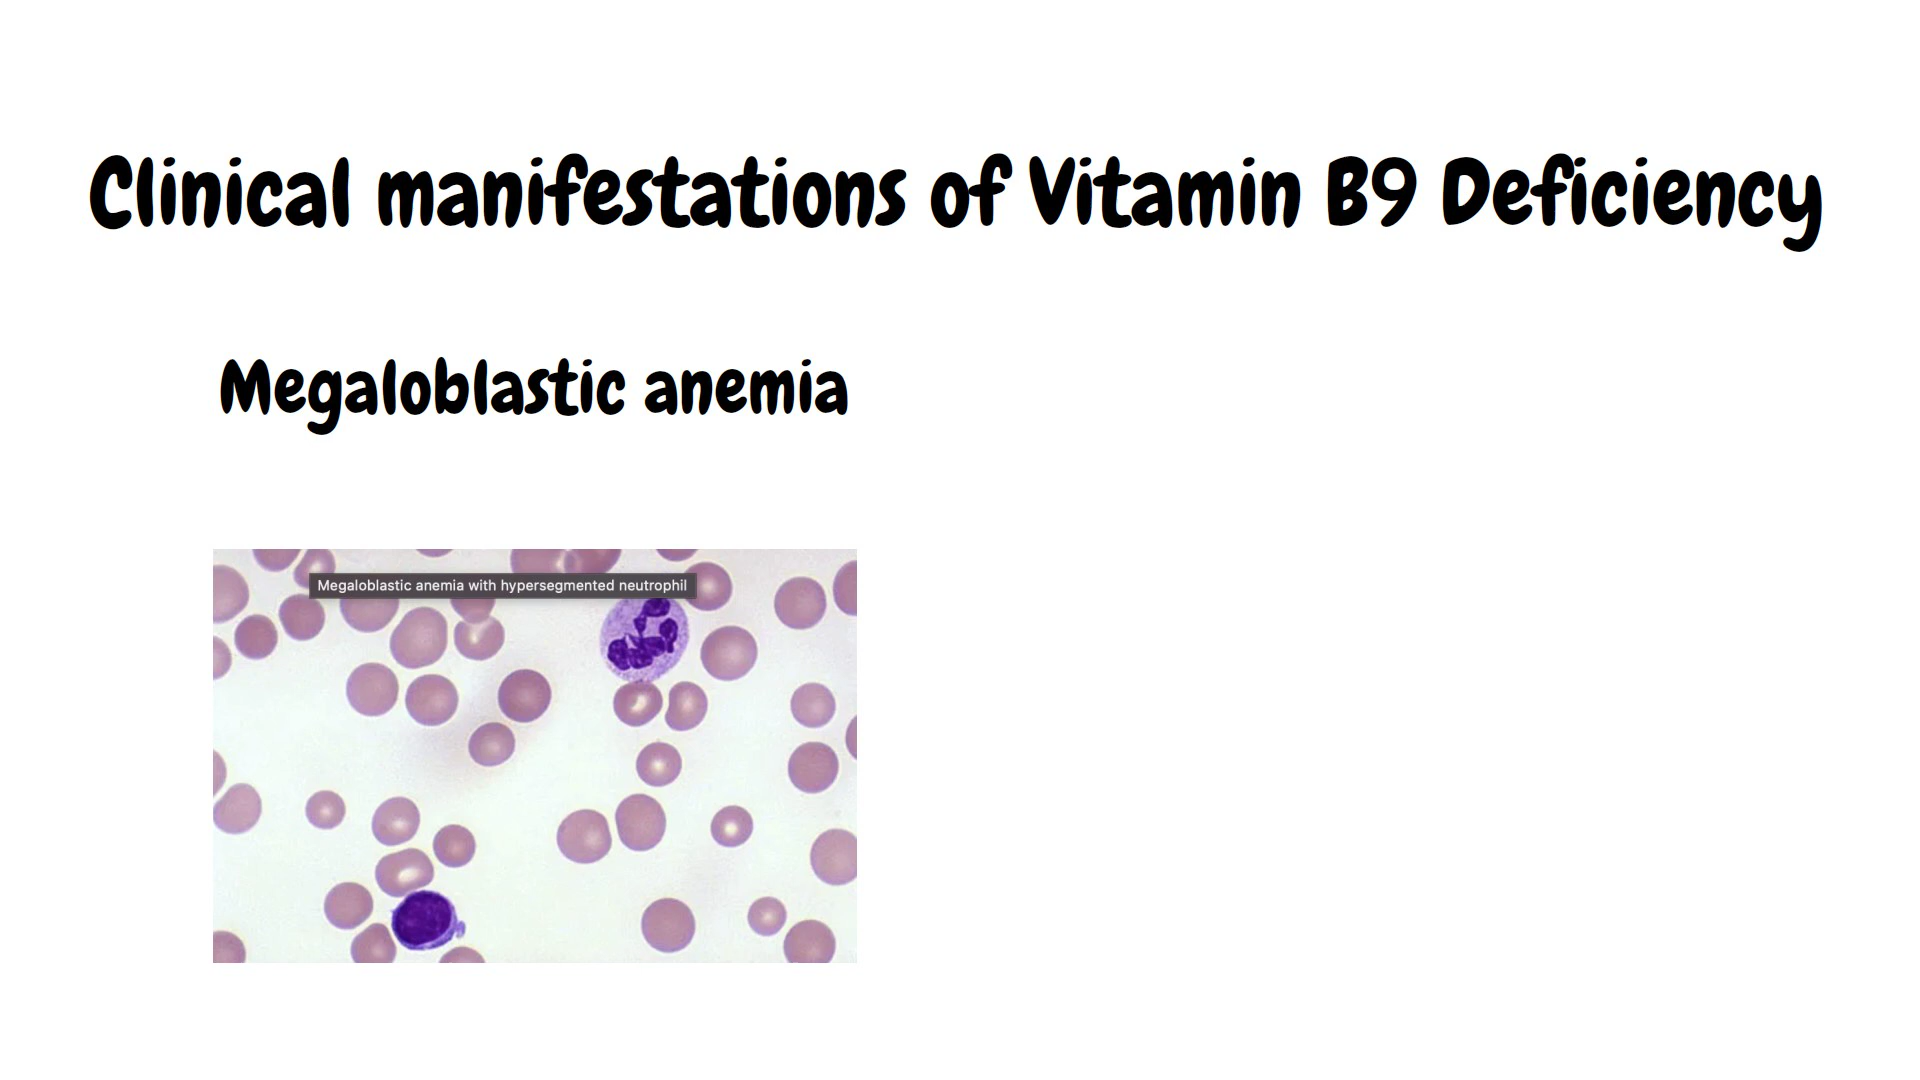 Clinical manifestations of Vitamin B9 Deficiency
Megaloblastic anemia
Megaloblastic anemia with hypersegmented neutrophil